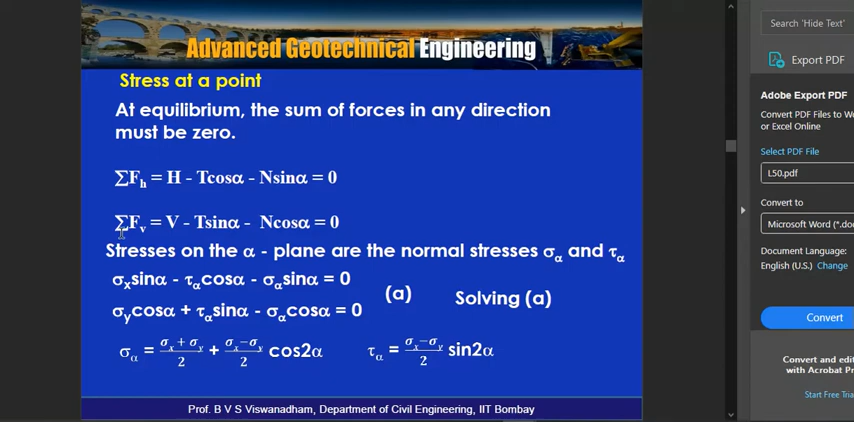 Advanced Geotechnical Engineering
Stress at a point
At equilibrium, the sum of forces in any direction
must be zero.
∑Fₕ = H - Tcosα - Nsinα = 0
∑Fᵥ = V - Tsinα - Ncosα = 0
Stresses on the α - plane are the normal stresses σα and τα
σₓsinα - ταcosα - σαsinα = 0
(a) Solving (a)
σycosα + ταsinα - σαcosα = 0
σα = (σx + σy)/2 + (σx−σy)/2 cos2α τα = (σx−σy)/2 sin2α
Prof. B V S Viswanadham, Department of Civil Engineering, IIT Bombay
Search 'Hide Text'
Export PDF
Adobe Export PDF
Convert PDF Files to Wo
or Excel Online
Select PDF File
L50.pdf
Convert to
Microsoft Word (*.doc
Document Language:
English (U.S.) Change
Convert
Convert and edi
with Acrobat Pr
Start Free Tria